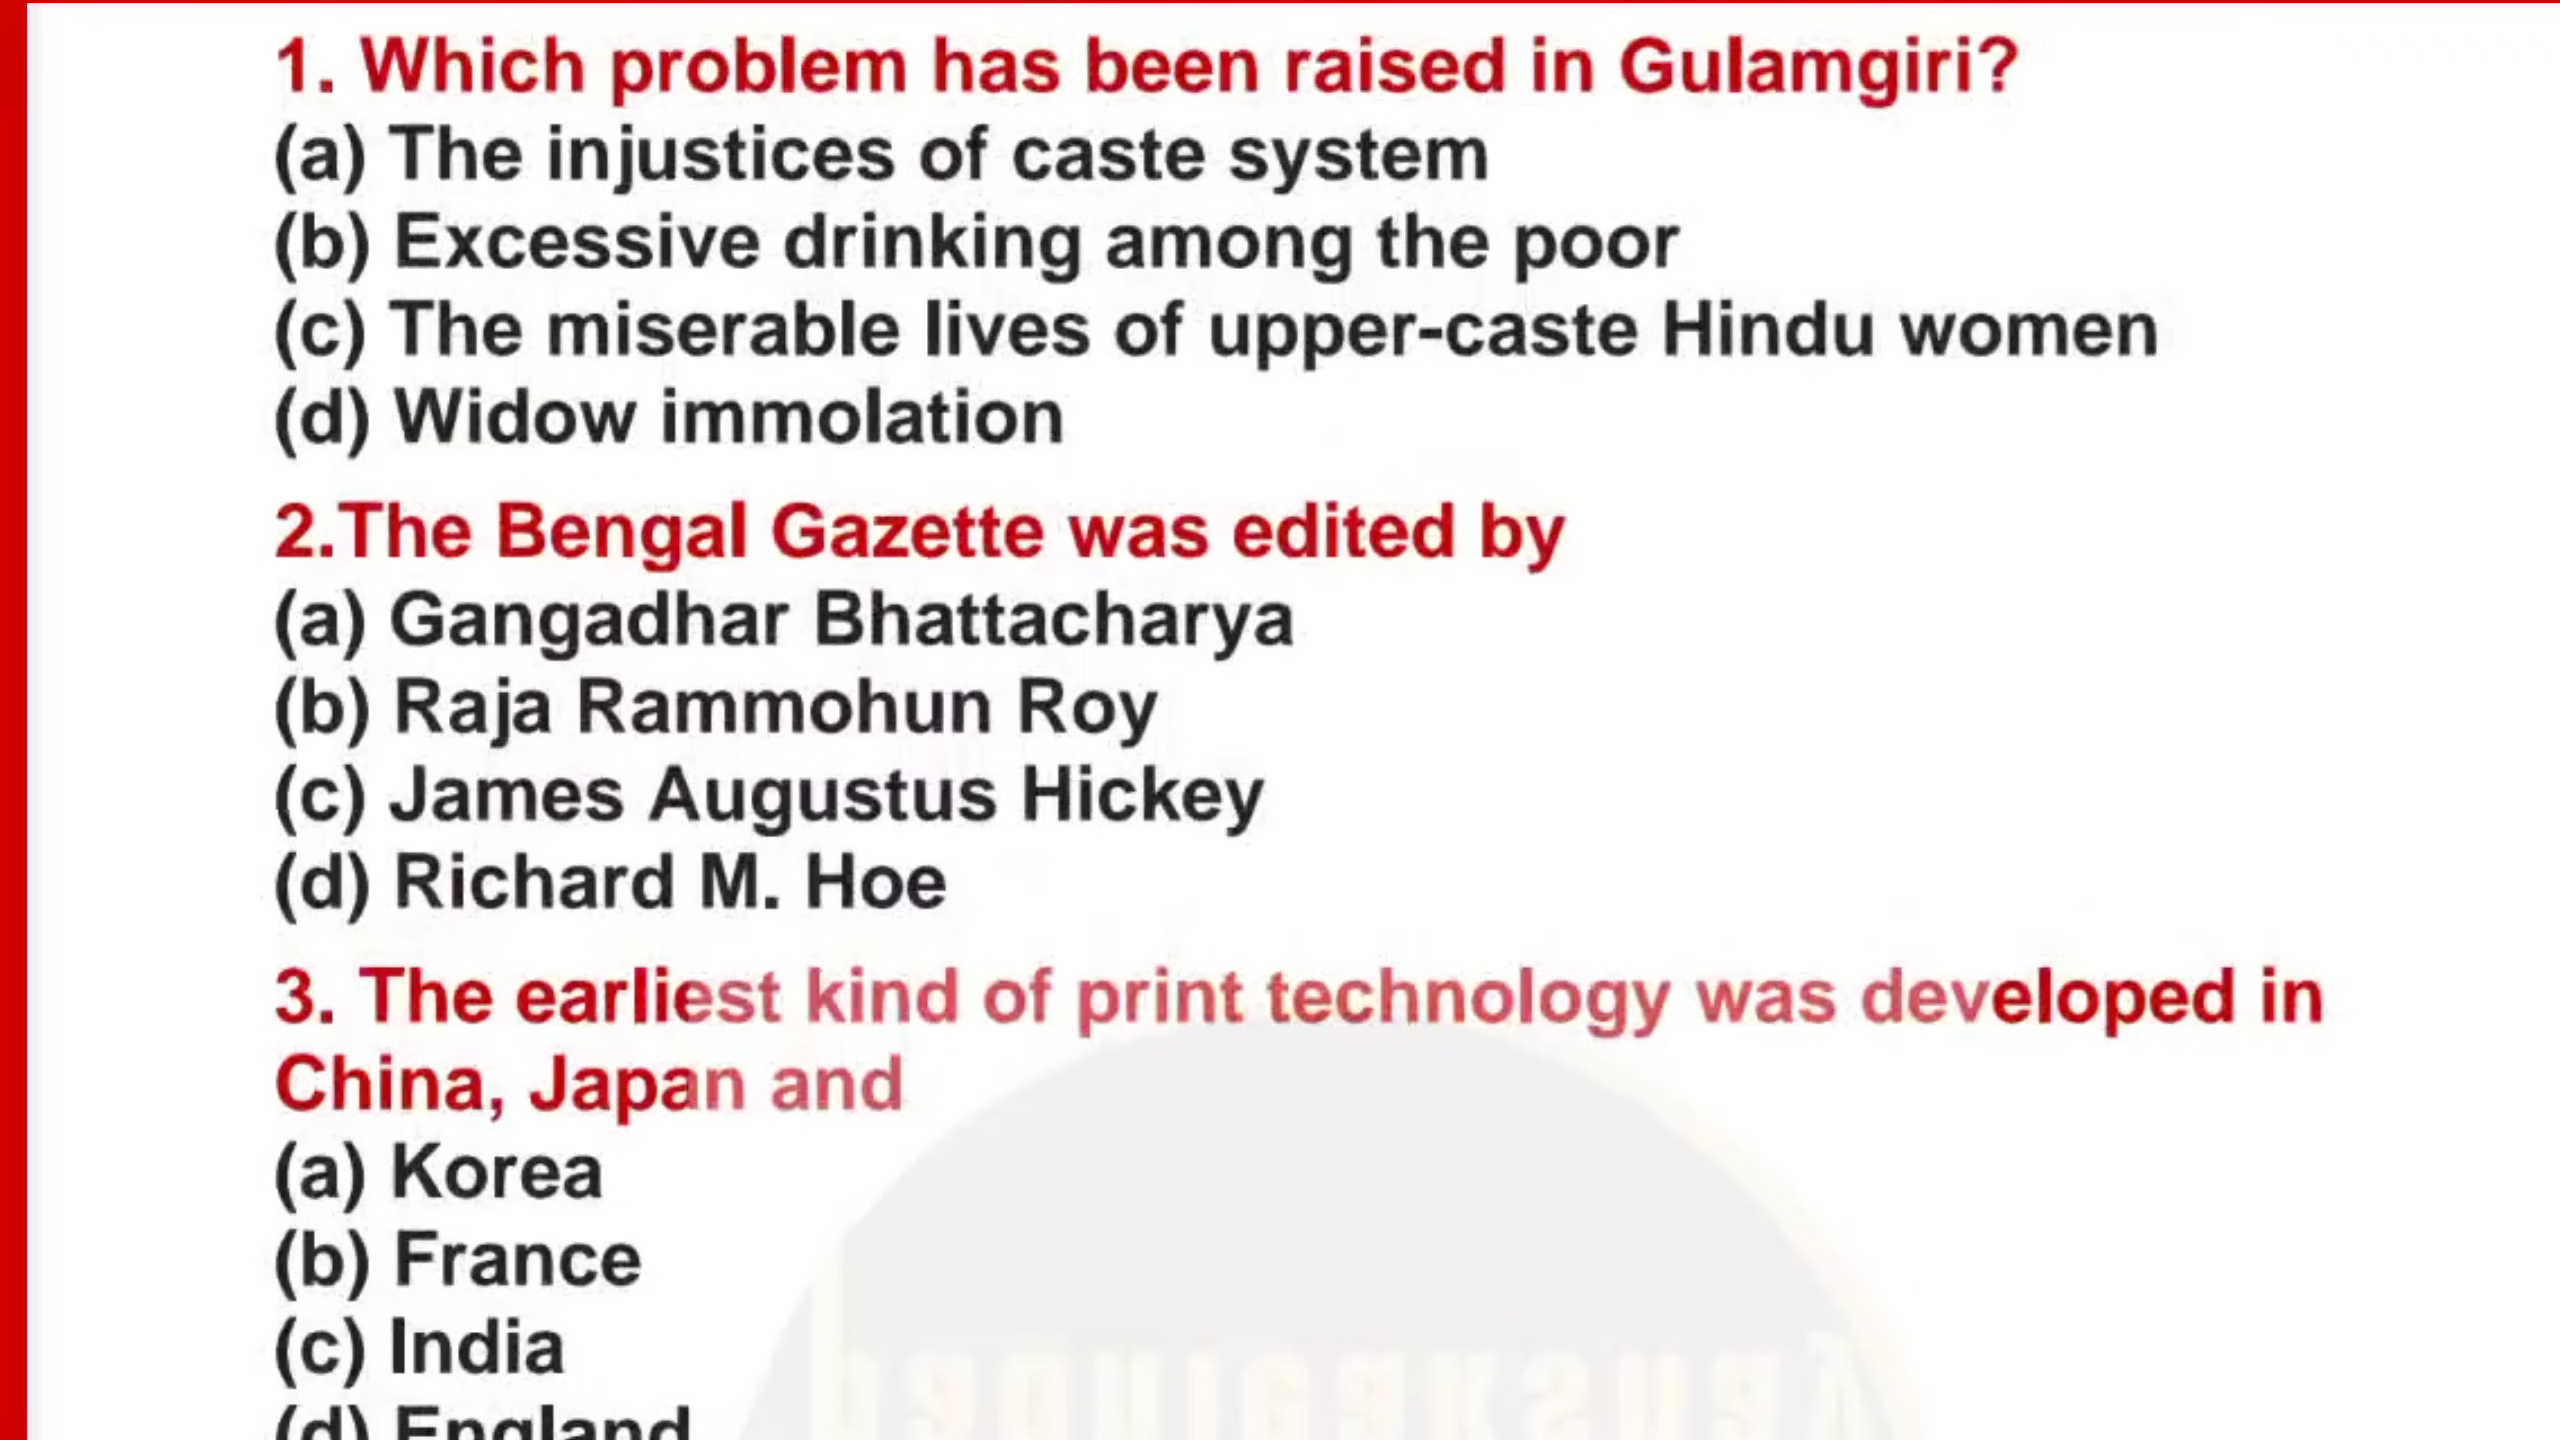 1. Which problem has been raised in Gulamgiri?
(a) The injustices of caste system
(b) Excessive drinking among the poor
(c) The miserable lives of upper-caste Hindu women
(d) Widow immolation
2.The Bengal Gazette was edited by
(a) Gangadhar Bhattacharya
(b) Raja Rammohun Roy
(c) James Augustus Hickey
(d) Richard M. Hoe
3. The earliest kind of print technology was developed in
China, Japan and
(a) Korea
(b) France
(c) India
(d) England